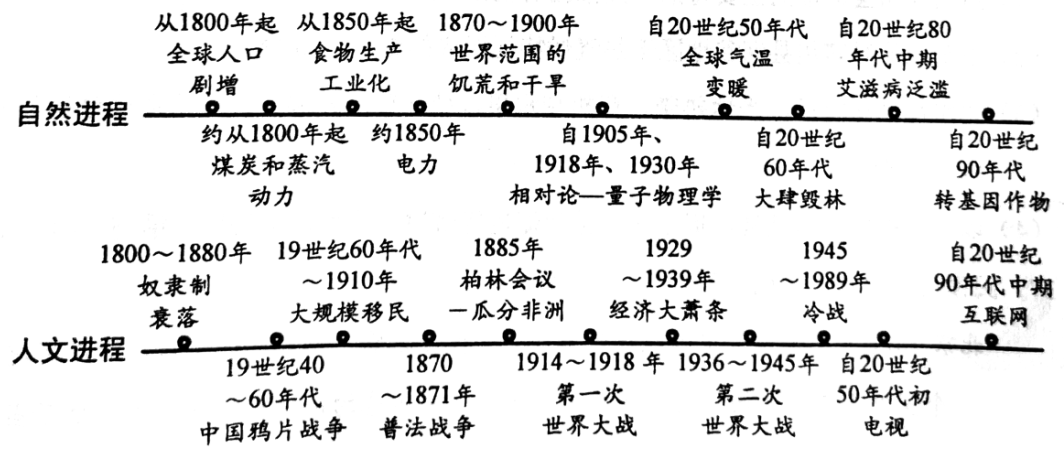 从1800年起
全球人口
剧增
从1850年起
食物生产
工业化
1870～1900年
世界范围的
饥荒和干旱
自20世纪50年代
全球气温
变暖
自20世纪80
年代中期
艾滋病泛滥
自然进程
约从1800年起
煤炭和蒸汽
动力
约1850年
电力
自1905年、
1918年、1930年
相对论—量子物理学
自20世纪
60年代
大肆毁林
自20世纪
90年代
转基因作物
1800～1880年
奴隶制
衰落
19世纪60年代
～1910年
大规模移民
1885年
柏林会议
—瓜分非洲
1929
～1939年
经济大萧条
1945
～1989年
冷战
自20世纪
90年代中期
互联网
人文进程
19世纪40
～60年代
中国鸦片战争
1870
～1871年
普法战争
1914～1918 年
第一次
世界大战
1936～1945年
第二次
世界大战
自20世纪
50年代初
电视